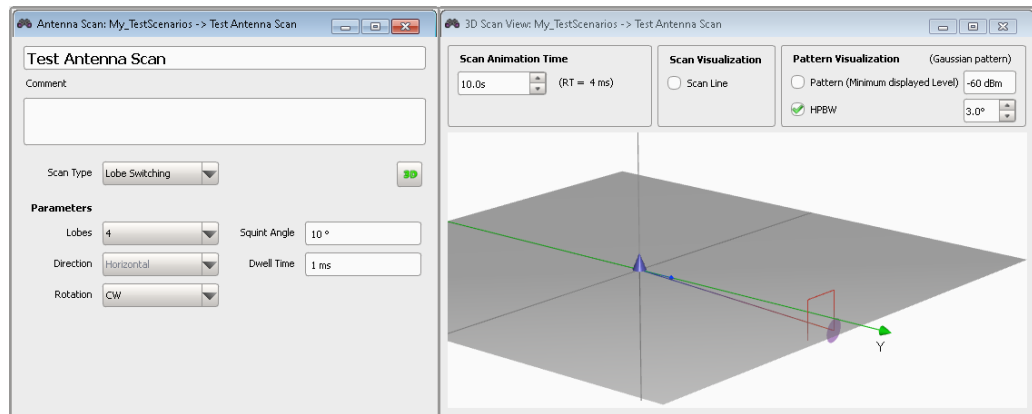 Antenna Scan: My_TestScenarios -> Test Antenna Scan
Test Antenna Scan
Comment
Scan Type Lobe Switching 3D
Parameters
Lobes 4 Squint Angle 10 °
Direction Horizontal Dwell Time 1 ms
Rotation CW
3D Scan View: My_TestScenarios -> Test Antenna Scan
Scan Animation Time
10.0s (RT = 4 ms)
Scan Visualization
Scan Line
Pattern Visualization (Gaussian pattern)
Pattern (Minimum displayed Level) -60 dBm
HPBW 3.0°
Y